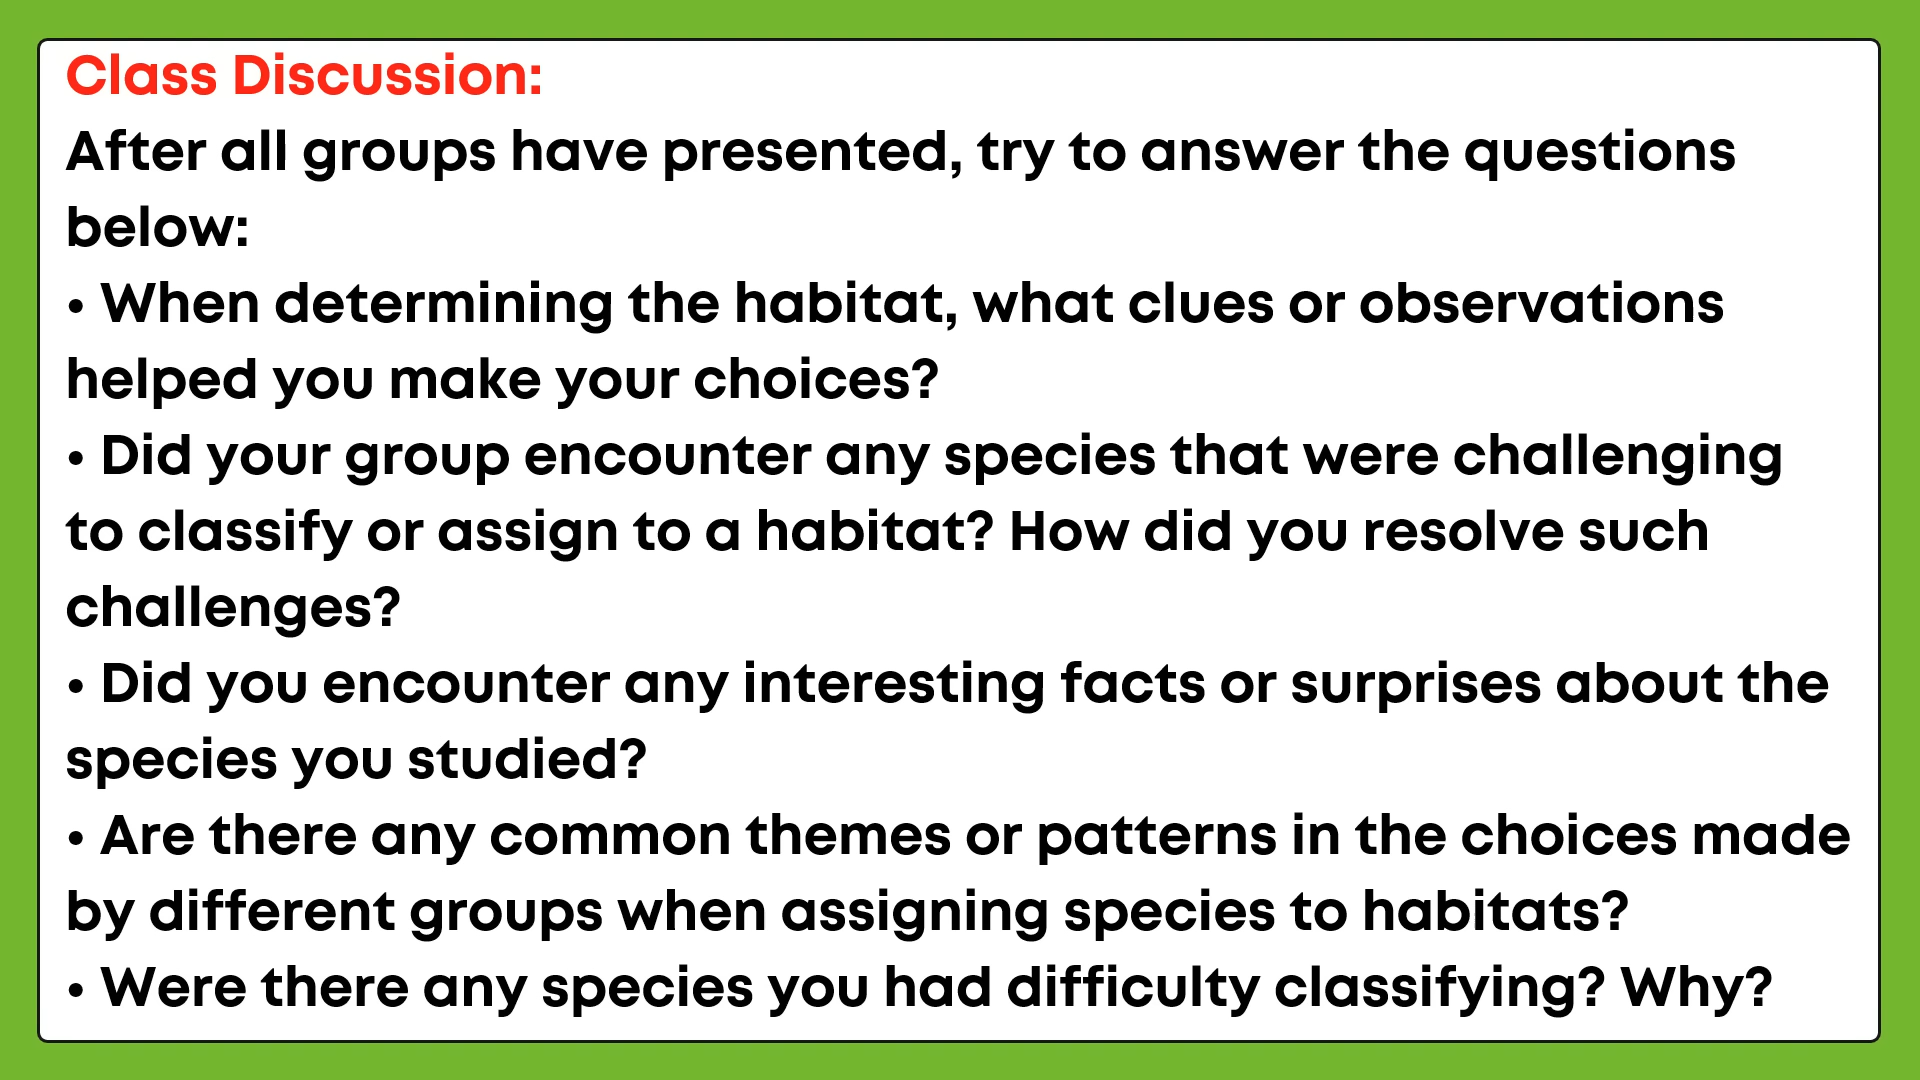 Class Discussion:
After all groups have presented, try to answer the questions
below:
• When determining the habitat, what clues or observations
helped you make your choices?
• Did your group encounter any species that were challenging
to classify or assign to a habitat? How did you resolve such
challenges?
• Did you encounter any interesting facts or surprises about the
species you studied?
• Are there any common themes or patterns in the choices made
by different groups when assigning species to habitats?
• Were there any species you had difficulty classifying? Why?